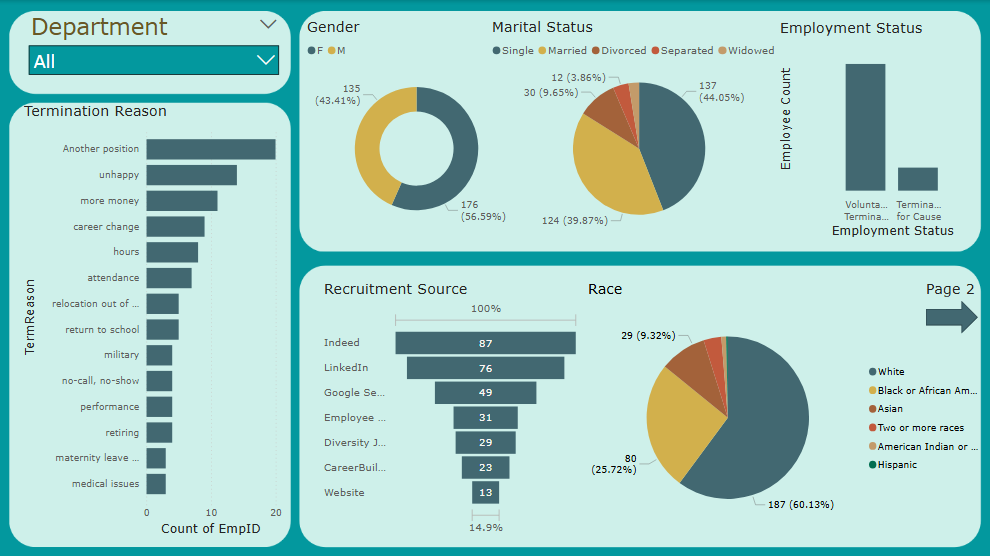 Department
All
Termination Reason
TermReason
Another position
unhappy
more money
career change
hours
attendance
relocation out of ...
return to school
military
no-call, no-show
performance
retiring
maternity leave ...
medical issues
0 10 20
Count of EmpID
Gender
F M
135
(43.41%)
176
(56.59%)
Marital Status
Single Married Divorced Separated Widowed
12 (3.86%)
30 (9.65%)
137
(44.05%)
124 (39.87%)
Employment Status
Employee Count
Volunta...
Termina...
Termina...
for Cause
Employment Status
Recruitment Source
100%
Indeed 87
LinkedIn 76
Google Se... 49
Employee ... 31
Diversity J... 29
CareerBuil... 23
Website 13
14.9%
Race
29 (9.32%)
80
(25.72%)
187 (60.13%)
Page 2
White
Black or African Am...
Asian
Two or more races
American Indian or ...
Hispanic